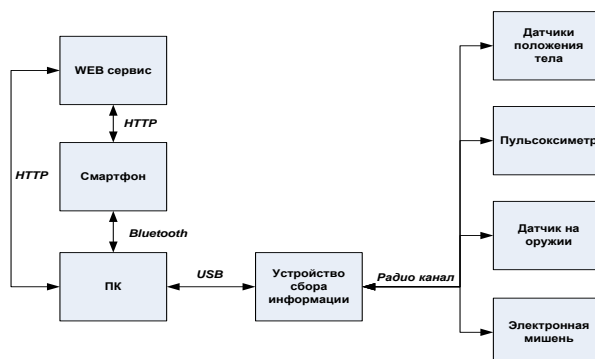 WEB сервис
HTTP
Смартфон
HTTP
Bluetooth
ПК
USB
Устройство
сбора
информации
Радио канал
Датчики
положения
тела
Пульсоксиметр
Датчик на
оружии
Электронная
мишень